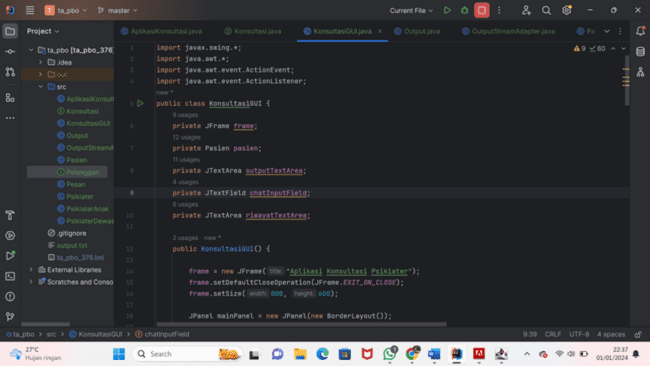 ta_pbo
master
Current File
Project
AplikasiKonsultasi.java
Konsultasi.java
KonsultasiGUI.java
Output.java
OutputStreamAdapter.java
ta_pbo [ta_pbo_376]
.idea
out
src
AplikasiKonsult
Konsultasi
KonsultasiGUI
Output
OutputStreamA
Pasien
Pelanggan
Pesan
Psikiater
PsikiaterAnak
PsikiaterDewas
.gitignore
output.txt
ta_pbo_376.iml
External Libraries
Scratches and Conso
9 60
1 import javax.swing.*;
2 import java.awt.*;
3 import java.awt.event.ActionEvent;
4 import java.awt.event.ActionListener;
new *
5 public class KonsultasiGUI {
9 usages
6 private JFrame frame;
12 usages
7 private Pasien pasien;
11 usages
8 private JTextArea outputTextArea;
4 usages
9 private JTextField chatInputField;
6 usages
10 private JTextArea riwayatTextArea;
2 usages new *
12 public KonsultasiGUI() {
14 frame = new JFrame( title: "Aplikasi Konsultasi Psikiater");
15 frame.setDefaultCloseOperation(JFrame.EXIT_ON_CLOSE);
16 frame.setSize( width: 800, height: 600);
18 JPanel mainPanel = new JPanel(new BorderLayout());
ta_pbo > src > KonsultasiGUI > chatInputField
9:39 CRLF UTF-8 4 spaces
27°C
Hujan ringan
Search
22:37
01/01/2024